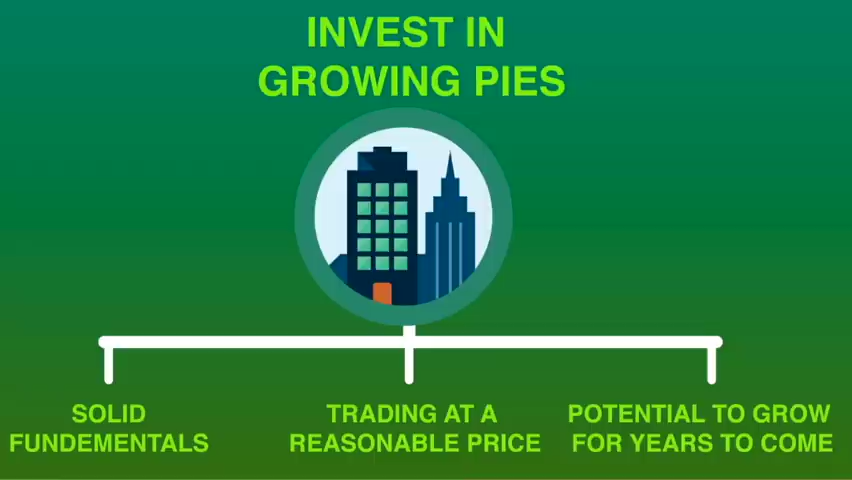 INVEST IN
GROWING PIES
SOLID
FUNDEMENTALS
TRADING AT A
REASONABLE PRICE
POTENTIAL TO GROW
FOR YEARS TO COME